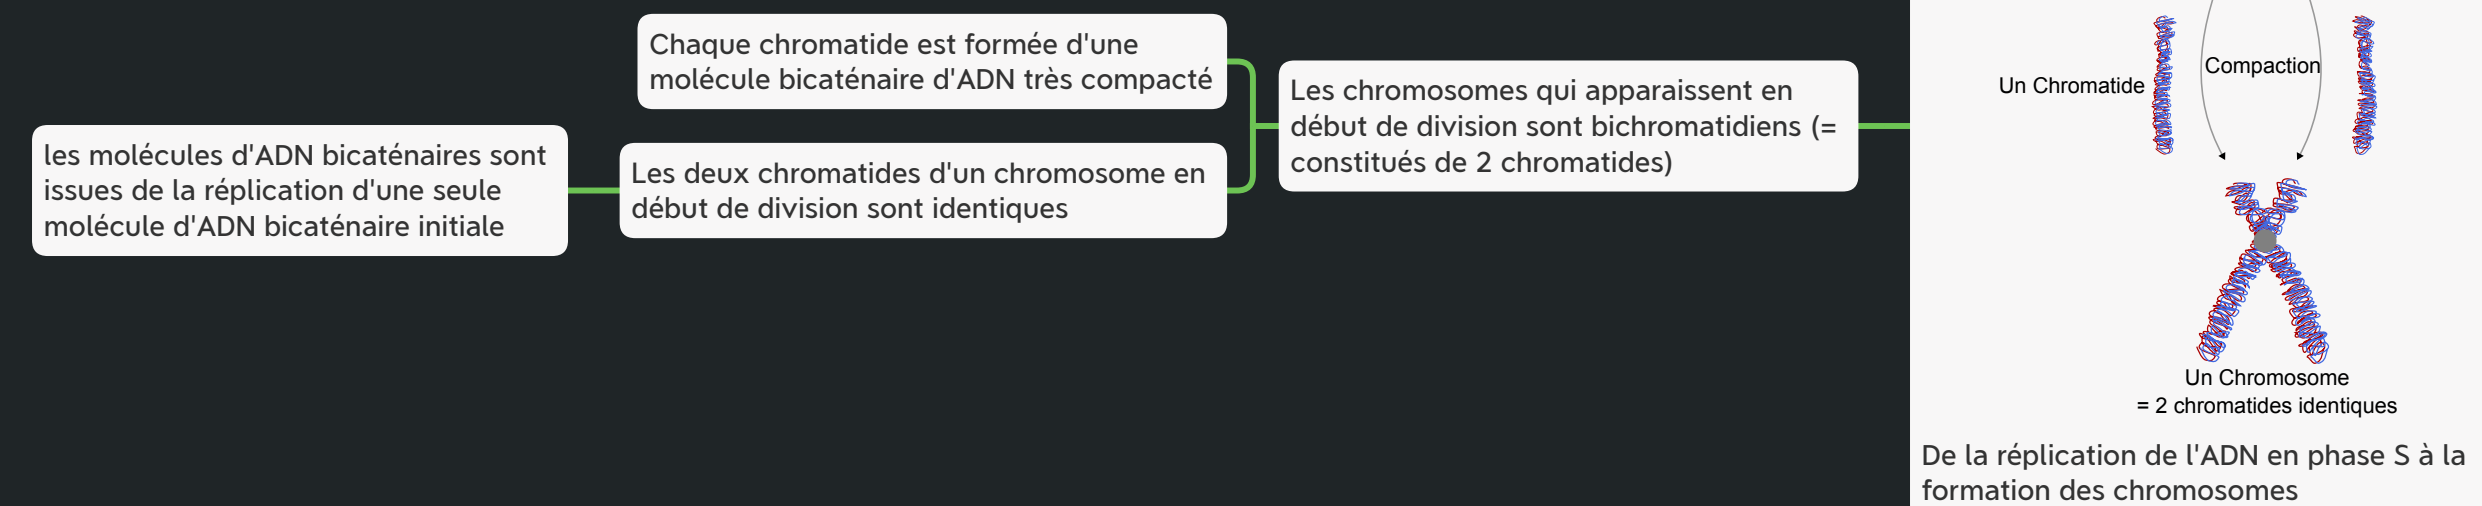 Chaque chromatide est formée d'une
molécule bicaténaire d'ADN très compacté
les molécules d'ADN bicaténaires sont
issues de la réplication d'une seule
molécule d'ADN bicaténaire initiale
Les deux chromatides d'un chromosome en
début de division sont identiques
Les chromosomes qui apparaissent en
début de division sont bichromatidiens (=
constitués de 2 chromatides)
Un Chromatide
Compaction
Un Chromosome
= 2 chromatides identiques
De la réplication de l'ADN en phase S à la
formation des chromosomes